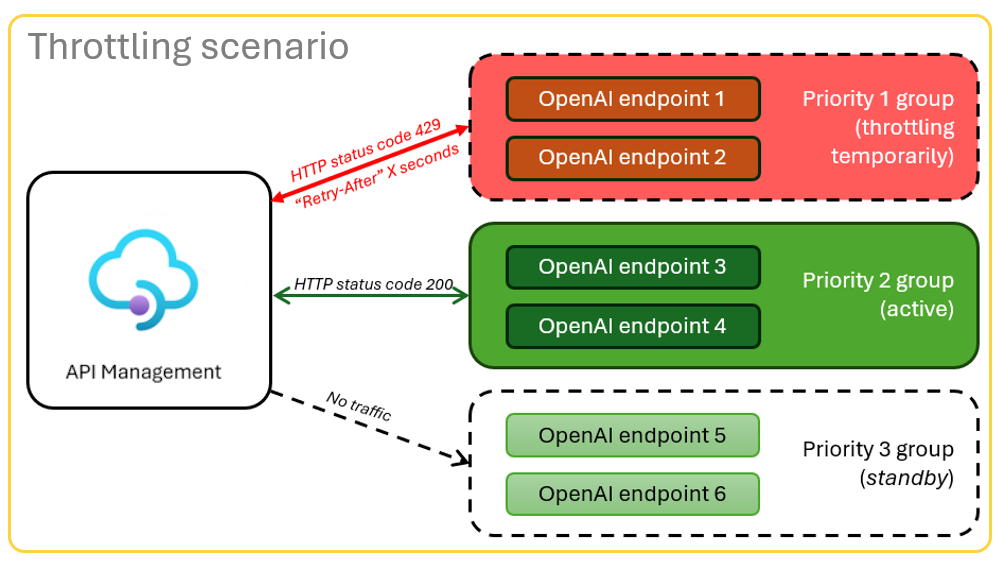 Throttling scenario
OpenAI endpoint 1
OpenAI endpoint 2
Priority 1 group
(throttling
temporarily)
HTTP status code 429
“Retry-After” X seconds
API Management
HTTP status code 200
OpenAI endpoint 3
OpenAI endpoint 4
Priority 2 group
(active)
No traffic
OpenAI endpoint 5
OpenAI endpoint 6
Priority 3 group
(standby)